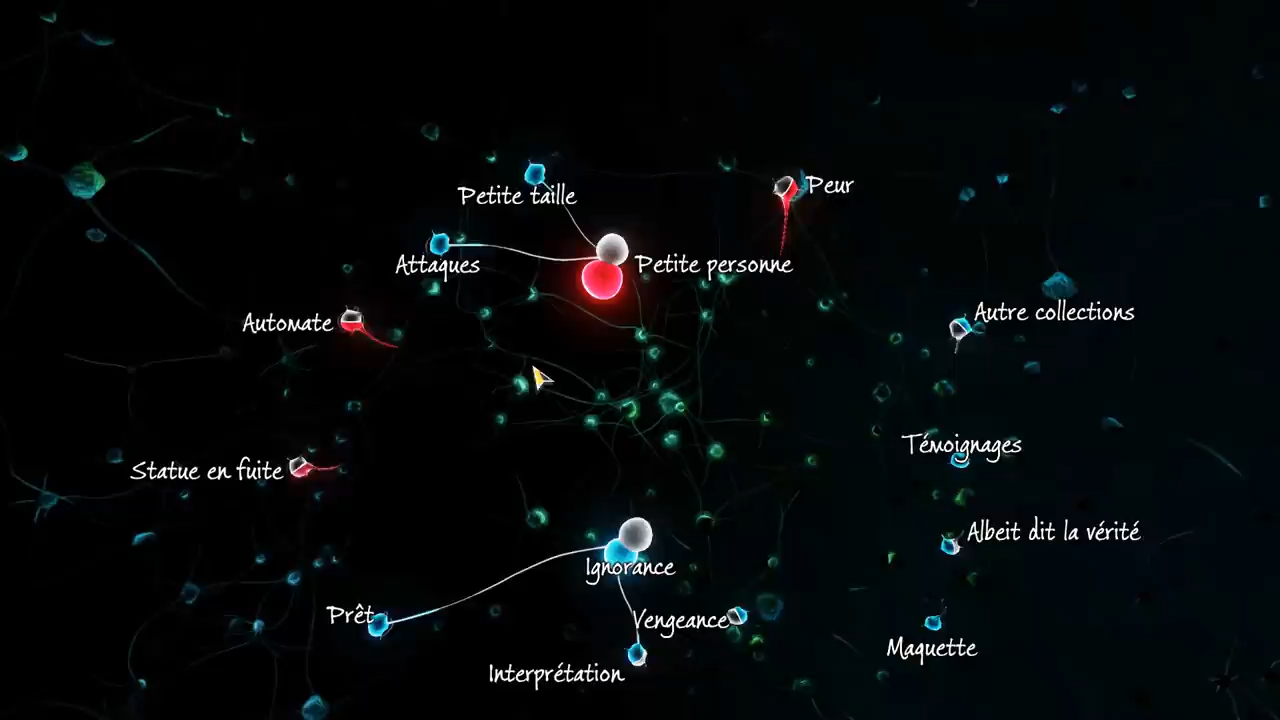 Peur
Petite taille
Attaques
Petite personne
Autre collections
Automate
Témoignages
Statue en fuite
Albeit dit la vérité
Ignorance
Prêt
Vengeance
Maquette
Interprétation